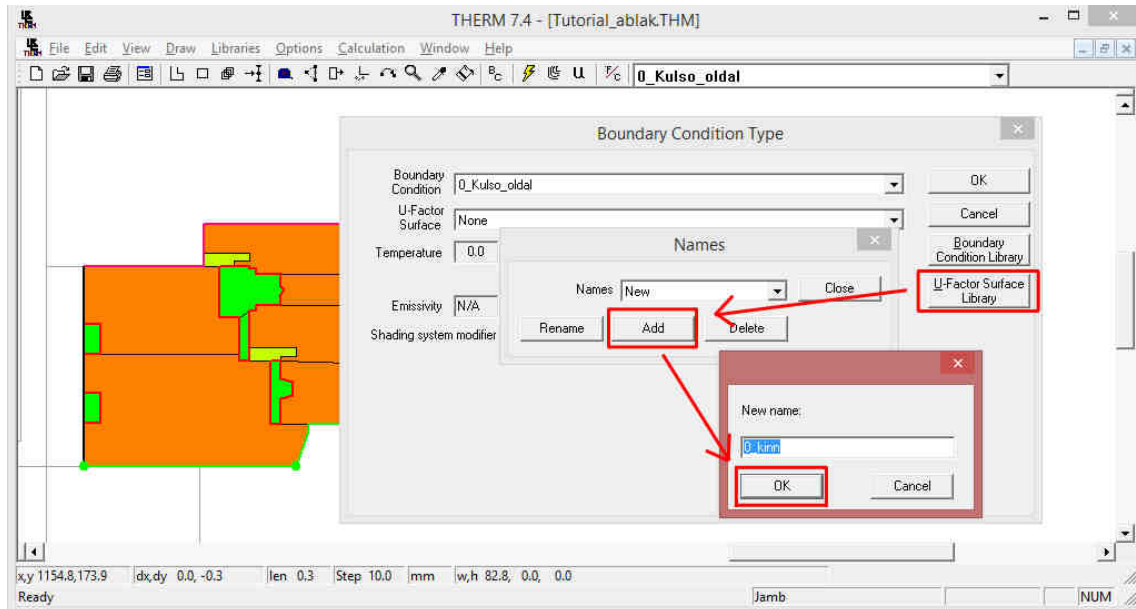 THERM 7.4 - [Tutorial_ablak.THM]
File Edit View Draw Libraries Options Calculation Window Help
0_Kulso_oldal
Boundary Condition Type
Boundary Condition 0_Kulso_oldal OK
U-Factor Surface None Cancel
Temperature 0.0 Boundary Condition Library
U-Factor Surface Library
Emissivity N/A
Shading system modifier
Names
Names New Close
Rename Add Delete
New name:
0_kinn
OK Cancel
x,y 1154.8,173.9 dx,dy 0.0, -0.3 len 0.3 Step 10.0 mm w,h 82.8, 0.0, 0.0
Ready Jamb NUM